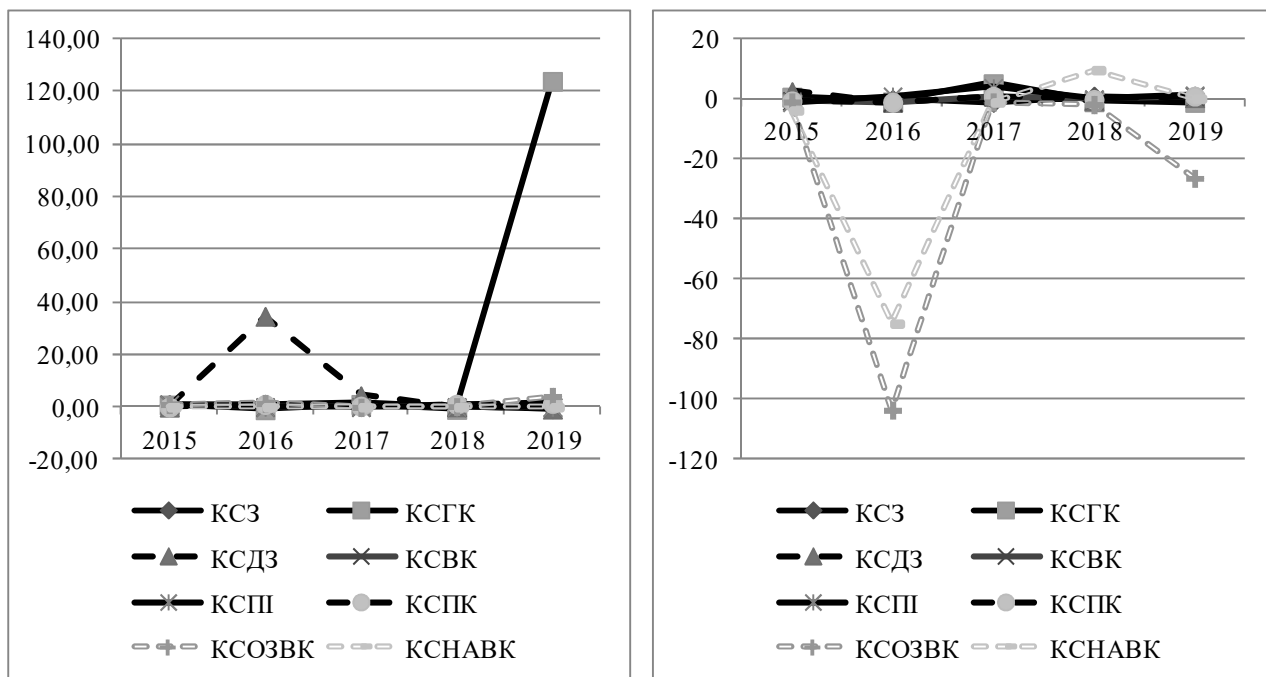 140,00
120,00
100,00
80,00
60,00
40,00
20,00
0,00
-20,00
2015 2016 2017 2018 2019
КСЗ КСГК
КСДЗ КСВК
КСПІ КСПК
КСОЗВК КСНАВК
20
0
-20
-40
-60
-80
-100
-120
2015 2016 2017 2018 2019
КСЗ КСГК
КСДЗ КСВК
КСПІ КСПК
КСОЗВК КСНАВК